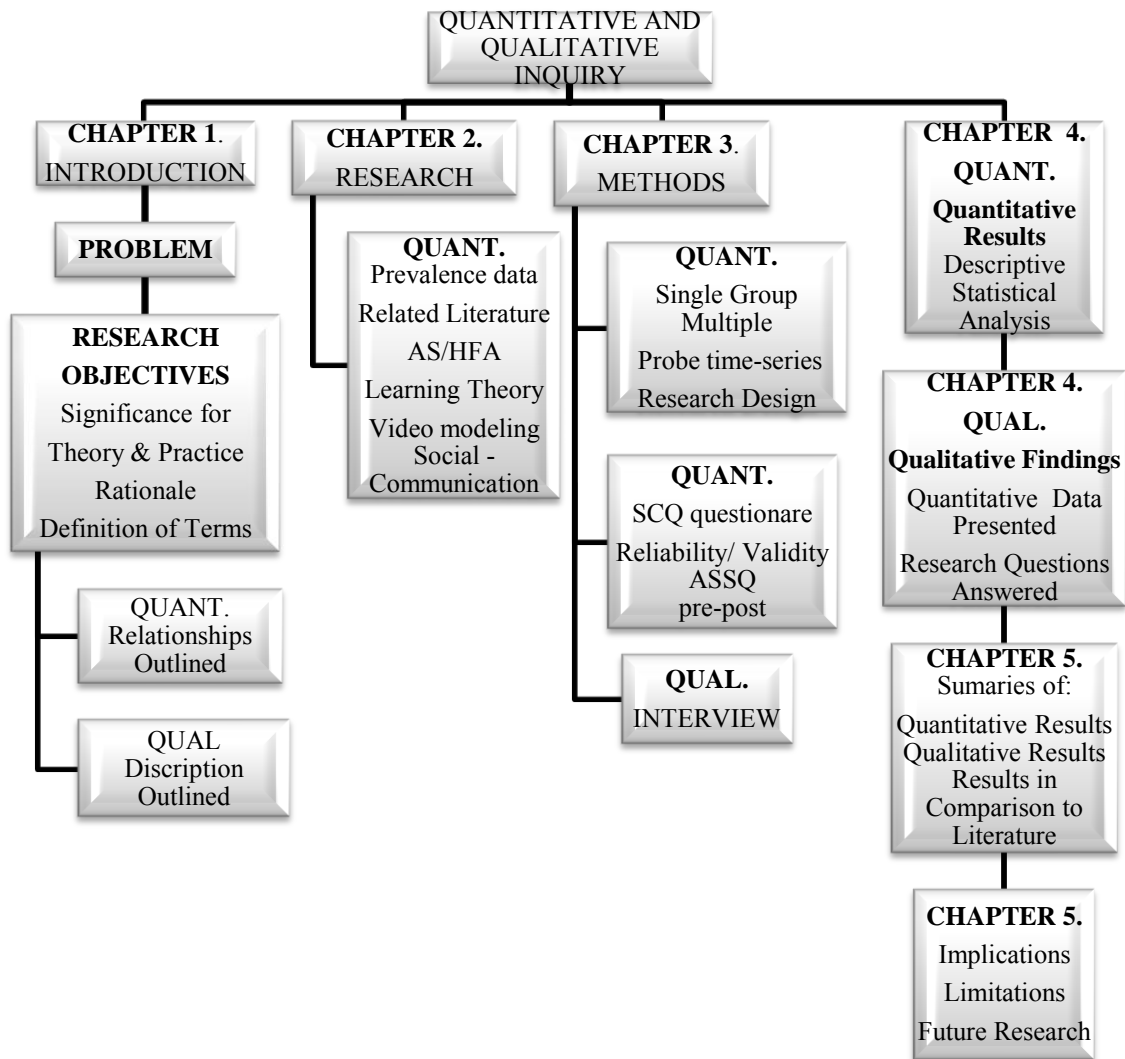 QUANTITATIVE AND
QUALITATIVE
INQUIRY
CHAPTER 1.
INTRODUCTION
PROBLEM
RESEARCH
OBJECTIVES
Significance for
Theory & Practice
Rationale
Definition of Terms
QUANT.
Relationships
Outlined
QUAL
Discription
Outlined
CHAPTER 2.
RESEARCH
QUANT.
Prevalence data
Related Literature
AS/HFA
Learning Theory
Video modeling
Social -
Communication
CHAPTER 3.
METHODS
QUANT.
Single Group
Multiple
Probe time-series
Research Design
QUANT.
SCQ questionare
Reliability/ Validity
ASSQ
pre-post
QUAL.
INTERVIEW
CHAPTER 4.
QUANT.
Quantitative
Results
Descriptive
Statistical
Analysis
CHAPTER 4.
QUAL.
Qualitative Findings
Quantitative Data
Presented
Research Questions
Answered
CHAPTER 5.
Sumaries of:
Quantitative Results
Qualitative Results
Results in
Comparison to
Literature
CHAPTER 5.
Implications
Limitations
Future Research